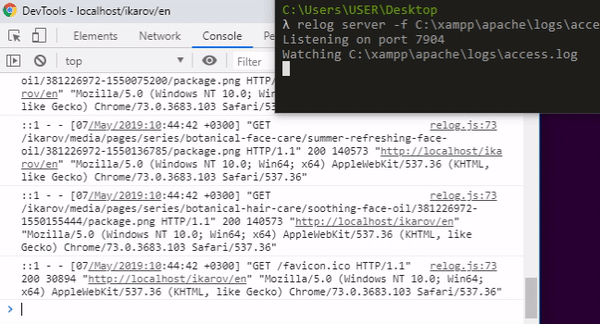 DevTools - localhost/ikarov/en
Elements
Console
top
Filter
oil/381226972-1550075200/package.png HTTP/1.1" 
rov/en" "Mozilla/5.0 (Windows NT 10.0; Win64;
like Gecko) Chrome/73.0.3683.103 Safari/537.36"
::1 - - [07/May/2019:10:44:42 +0300] "GET relog.js:73
/ikarov/media/pages/series/botanical-face-care/summer-refreshing-face-
oil/381226972-1550136785/package.png HTTP/1.1" 200 140573 "http://localhost/ika
rov/en" "Mozilla/5.0 (Windows NT 10.0; Win64; x64) AppleWebKit/537.36 (KHTML,
like Gecko) Chrome/73.0.3683.103 Safari/537.36"
::1 - - [07/May/2019:10:44:42 +0300] "GET relog.js:73
/ikarov/media/pages/series/botanical-hair-care/soothing-face-oil/381226972-
1550155444/package.png HTTP/1.1" 200 140573 "http://localhost/ikarov/en"
"Mozilla/5.0 (Windows NT 10.0; Win64; x64) AppleWebKit/537.36 (KHTML, like
Gecko) Chrome/73.0.3683.103 Safari/537.36"
::1 - - [07/May/2019:10:44:42 +0300] "GET /favicon.ico HTTP/1.1" relog.js:73
200 30894 "http://localhost/ikarov/en" "Mozilla/5.0 (Windows NT 10.0; Win64;
x64) AppleWebKit/537.36 (KHTML, like Gecko) Chrome/73.0.3683.103 Safari/537.36"
C:\Users\USER\Desktop
λ relog server -f C:\xampp\apache\logs\acce
Listening on port 7904
Watching C:\xampp\apache\logs\access.log